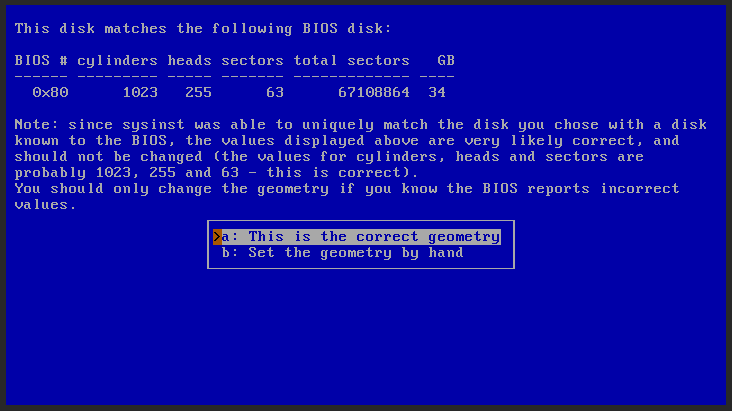 This disk matches the following BIOS disk:
BIOS # cylinders heads sectors total sectors GB
------ --------- ----- ------- ------------- ----
0x80 1023 255 63 67108864 34
Note: since sysinst was able to uniquely match the disk you chose with a disk
known to the BIOS, the values displayed above are very likely correct, and
should not be changed (the values for cylinders, heads and sectors are
probably 1023, 255 and 63 - this is correct).
You should only change the geometry if you know the BIOS reports incorrect
values.
>a: This is the correct geometry
b: Set the geometry by hand